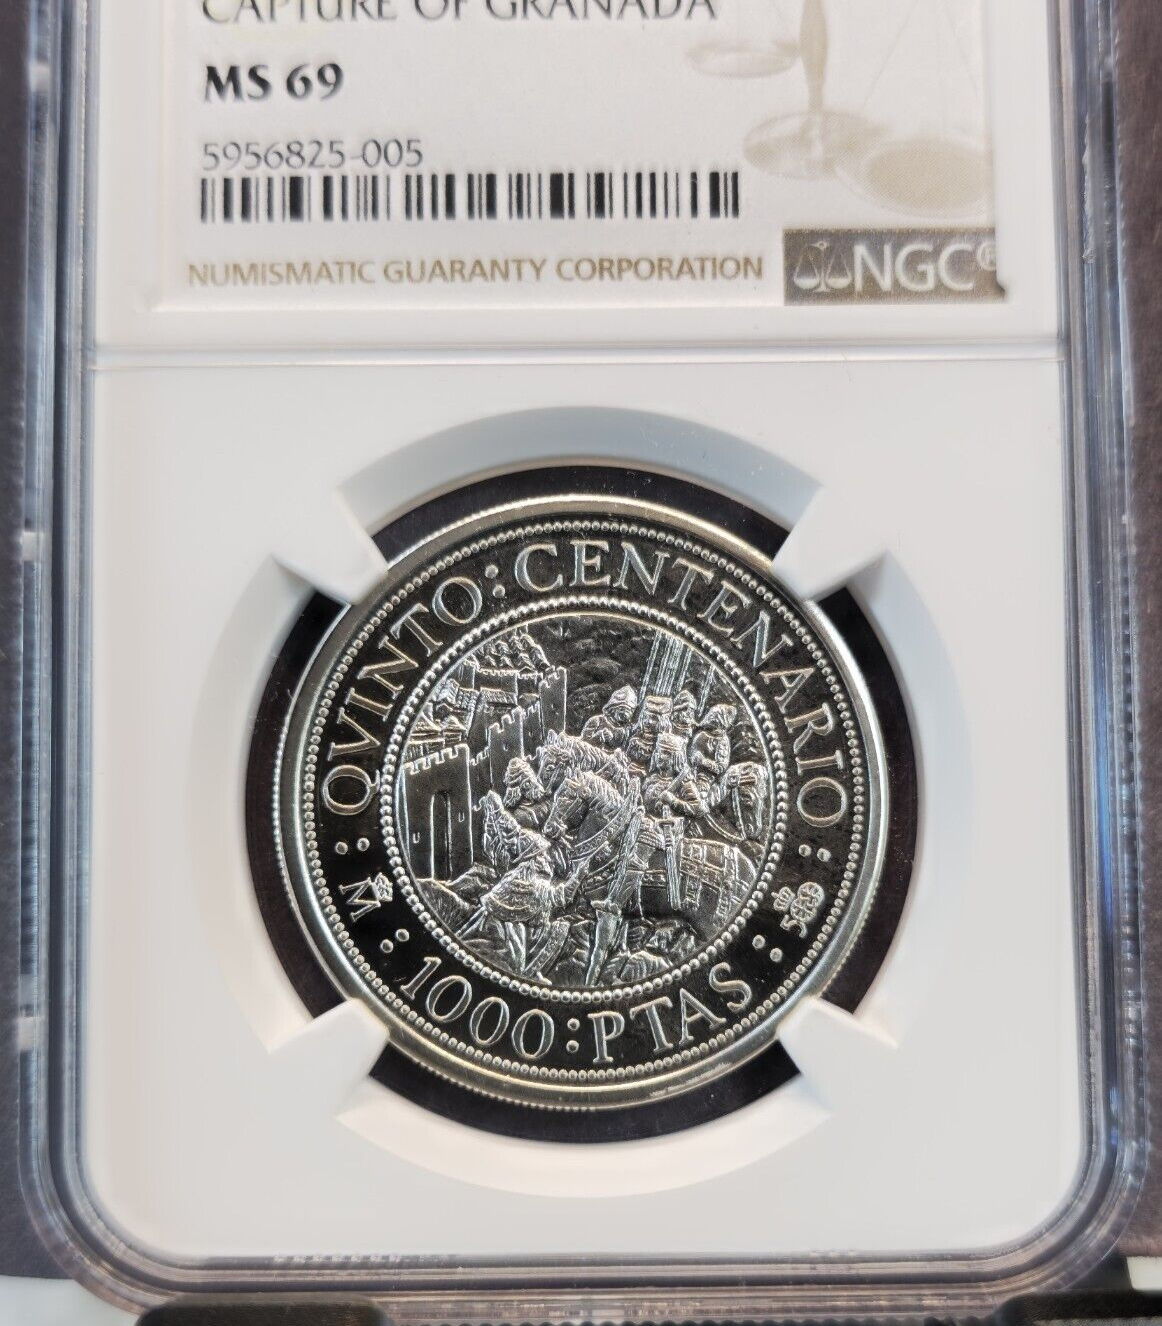 CAPTURE OF GRANADA
MS 69
5956825-005
NUMISMATIC GUARANTY CORPORATION
NGC®
QVINTO:CENTENARIO
M
1000:PTAS